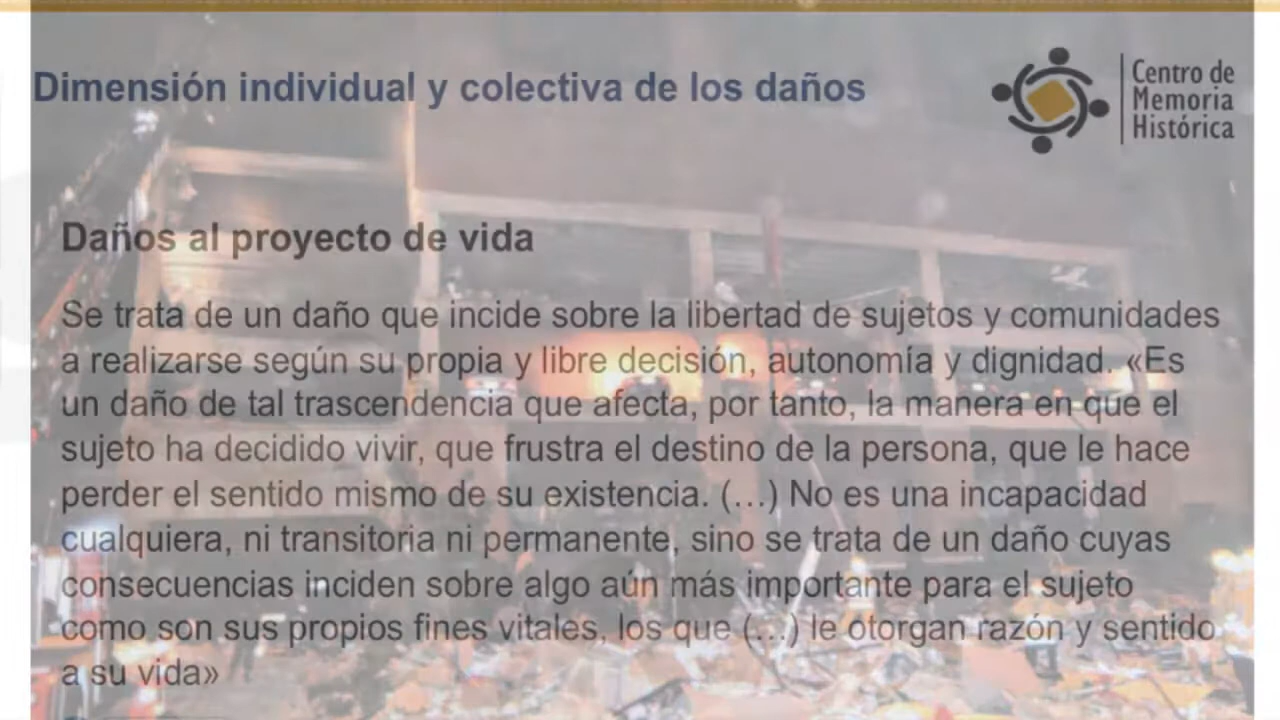 Dimensión individual y colectiva de los daños
Centro de
Memoria
Histórica
Daños al proyecto de vida
Se trata de un daño que incide sobre la libertad de sujetos y comunidades
a realizarse según su propia y libre decisión, autonomía y dignidad. «Es
un daño de tal trascendencia que afecta, por tanto, la manera en que el
sujeto ha decidido vivir, que frustra el destino de la persona, que le hace
perder el sentido mismo de su existencia. (…) No es una incapacidad
cualquiera, ni transitoria ni permanente, sino se trata de un daño cuyas
consecuencias inciden sobre algo aún más importante para el sujeto
como son sus propios fines vitales, los que (…) le otorgan razón y sentido
a su vida»